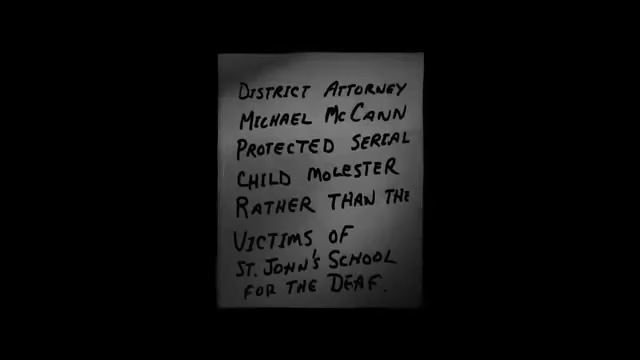 DISTRICT ATTORNEY
MICHAEL MCCANN
PROTECTED SERIAL
CHILD MOLESTER
RATHER THAN THE
VICTIMS OF
ST. JOHN'S SCHOOL
FOR THE DEAF.